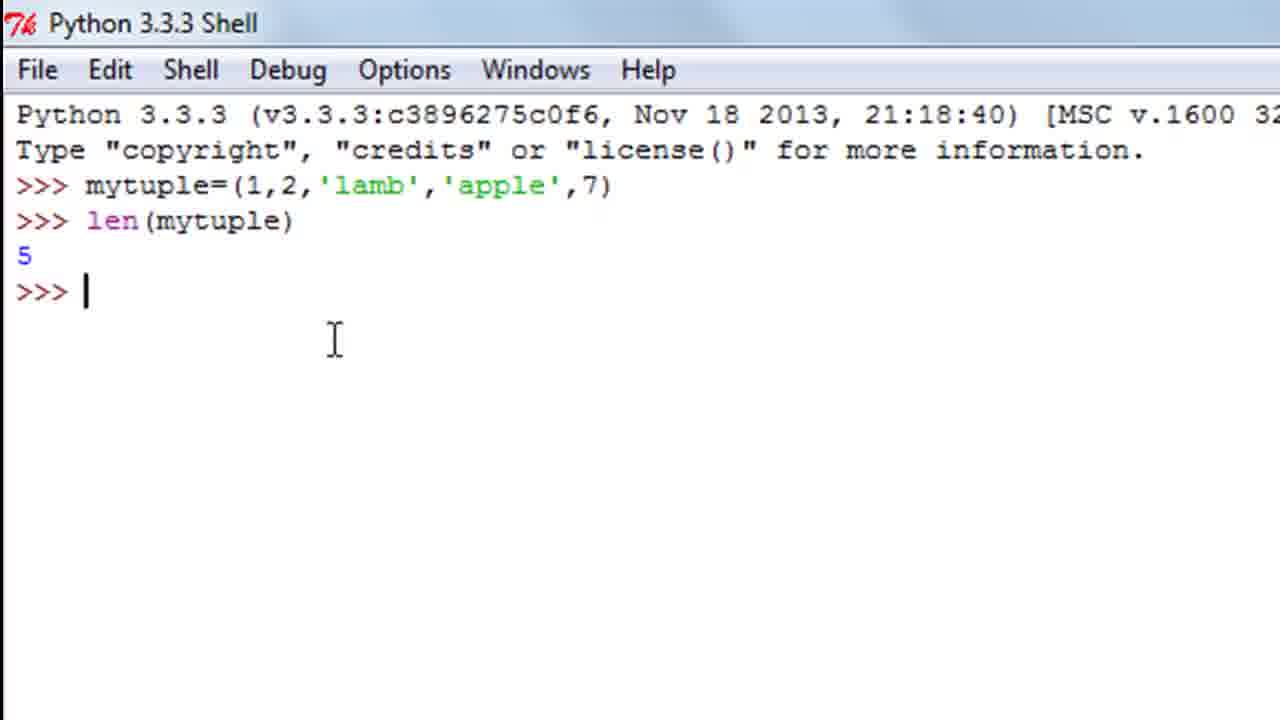 Python 3.3.3 Shell
File Edit Shell Debug Options Windows Help
Python 3.3.3 (v3.3.3:c3896275c0f6, Nov 18 2013, 21:18:40) [MSC v.1600 32
Type "copyright", "credits" or "license()" for more information.
>>> mytuple=(1,2,'lamb','apple',7)
>>> len(mytuple)
5
>>>